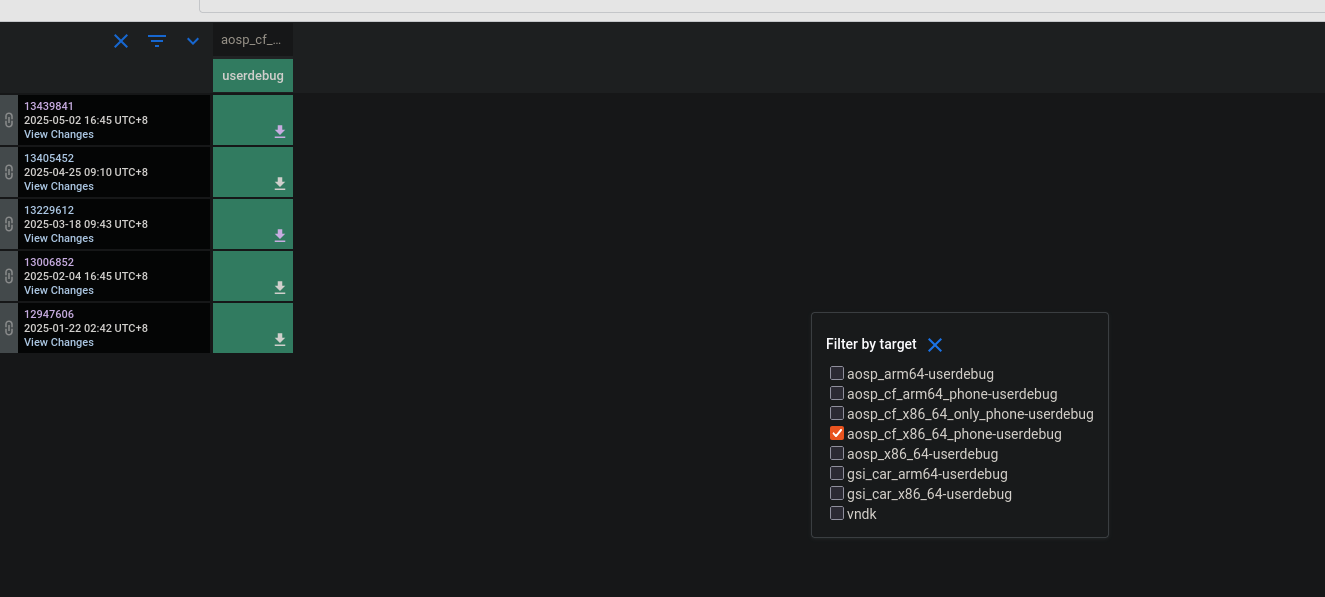 aosp_cf_...
userdebug
13439841
2025-05-02 16:45 UTC+8
View Changes
13405452
2025-04-25 09:10 UTC+8
View Changes
13229612
2025-03-18 09:43 UTC+8
View Changes
13006852
2025-02-04 16:45 UTC+8
View Changes
12947606
2025-01-22 02:42 UTC+8
View Changes
Filter by target
aosp_arm64-userdebug
aosp_cf_arm64_phone-userdebug
aosp_cf_x86_64_only_phone-userdebug
aosp_cf_x86_64_phone-userdebug
aosp_x86_64-userdebug
gsi_car_arm64-userdebug
gsi_car_x86_64-userdebug
vndk